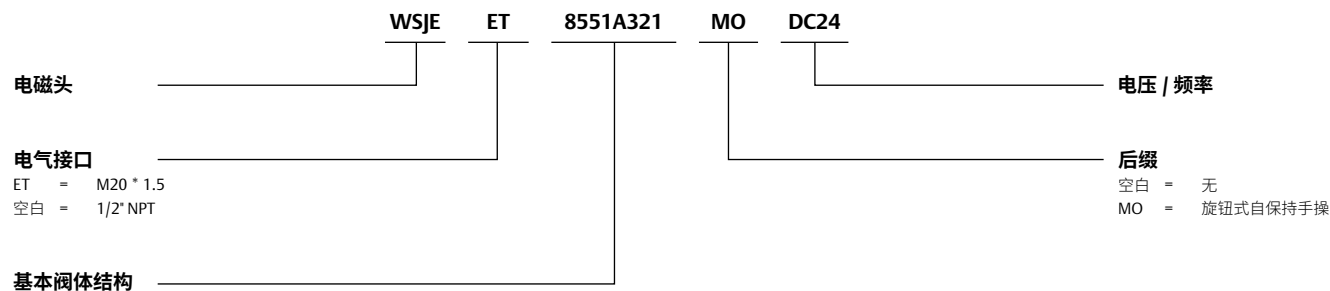 WSJE ET 8551A321 MO DC24
电磁头
电压 / 频率
电气接口
ET = M20 * 1.5
空白 = 1/2" NPT
后缀
空白 = 无
MO = 旋钮式自保持手操
基本阀体结构